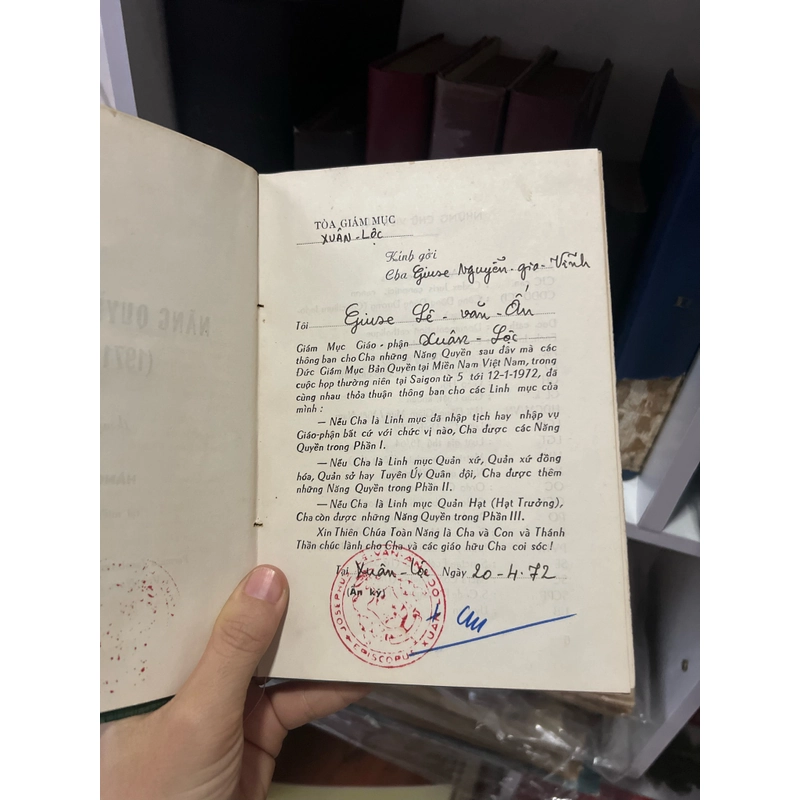 TÒA GIÁM MỤC
XUÂN-LỘC
Kính gởi
Cha Giuse Nguyễn-gia-Vĩnh
Tôi Giuse Lê-văn-Ấn
Giám Mục Giáo-phận Xuân-Lộc
thông ban cho Cha những Năng Quyền sau đây mà các
Đức Giám Mục Bản Quyền tại Miền Nam Việt Nam, trong
cuộc họp thường niên tại Saigon từ 5 tới 12-1-1972, đã
cùng nhau thỏa thuận thông ban cho các Linh mục của
mình :
— Nếu Cha là Linh mục đã nhập tịch hay nhập vụ
Giáo-phận bất cứ với chức vị nào, Cha được các Năng
Quyền trong Phần I.
— Nếu Cha là Linh mục Quản xứ, Quản xứ đồng
hóa, Quản sở hay Tuyên Úy Quân đội, Cha được thêm
những Năng Quyền trong Phần II.
— Nếu Cha là Linh mục Quản Hạt (Hạt Trưởng),
Cha còn được những Năng Quyền trong Phần III.
Xin Thiên Chúa Toàn Năng là Cha và Con và Thánh
Thần chúc lành cho Cha và các giáo hữu Cha coi sóc !
Tại Xuân-Lộc Ngày 20-4-72
(Ấn ký)
EPISCOPUS XUAN
NĂNG QUYỀ
(1971